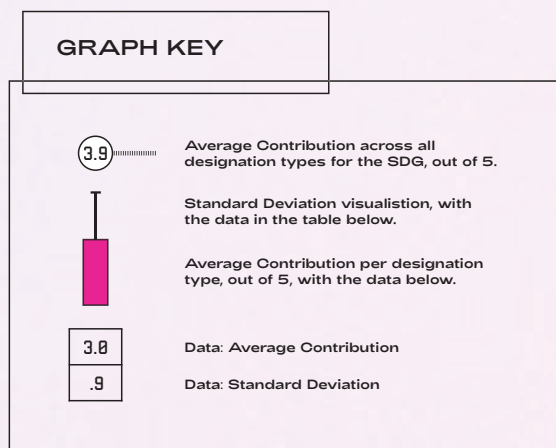 GRAPH KEY
3.9
Average Contribution across all
designation types for the SDG, out of 5.
Standard Deviation visualistion, with
the data in the table below.
Average Contribution per designation
type, out of 5, with the data below.
3.0
Data: Average Contribution
.9
Data: Standard Deviation